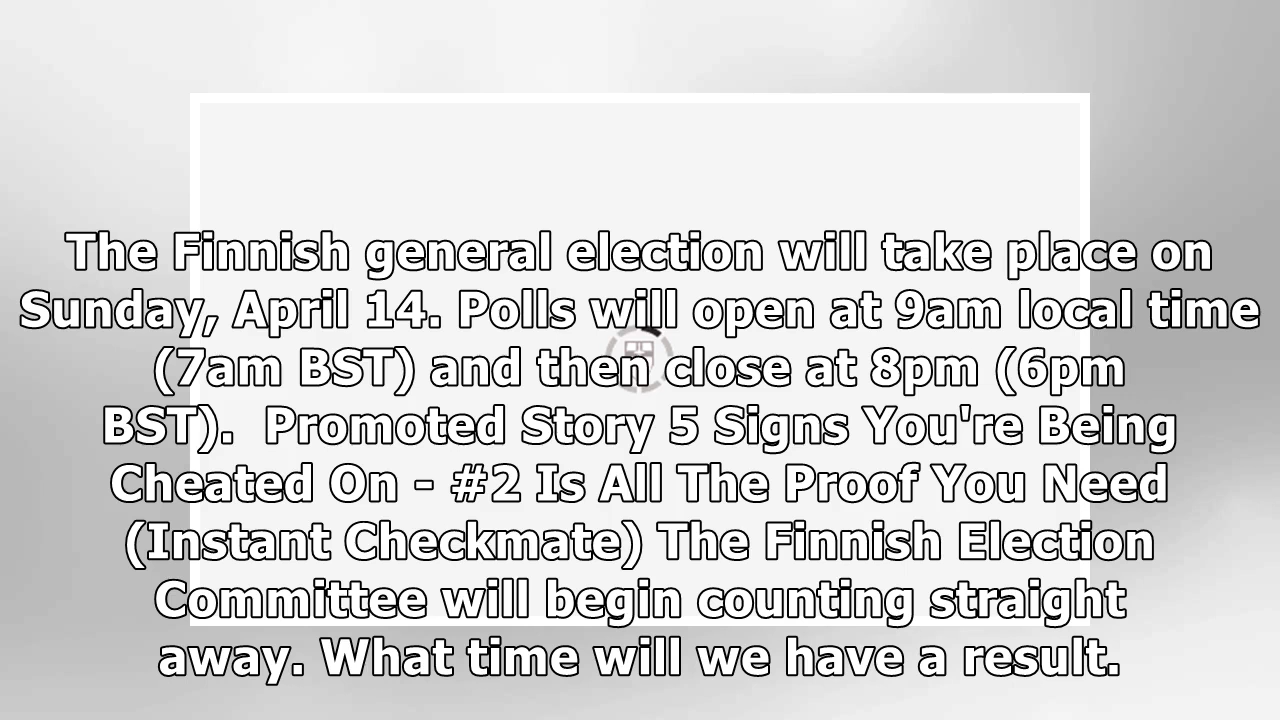 The Finnish general election will take place on
Sunday, April 14. Polls will open at 9am local time
(7am BST) and then close at 8pm (6pm
BST).  Promoted Story 5 Signs You're Being
Cheated On - #2 Is All The Proof You Need
(Instant Checkmate) The Finnish Election
Committee will begin counting straight
away. What time will we have a result.